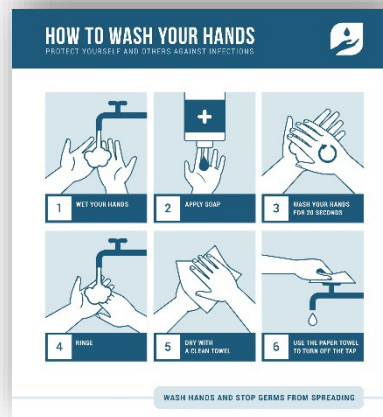 HOW TO WASH YOUR HANDS
PROTECT YOURSELF AND OTHERS AGAINST INFECTIONS
1 WET YOUR HANDS
2 APPLY SOAP
3 WASH YOUR HANDS
FOR 20 SECONDS
4 RINSE
5 DRY WITH
A CLEAN TOWEL
6 USE THE PAPER TOWEL
TO TURN OFF THE TAP
WASH HANDS AND STOP GERMS FROM SPREADING